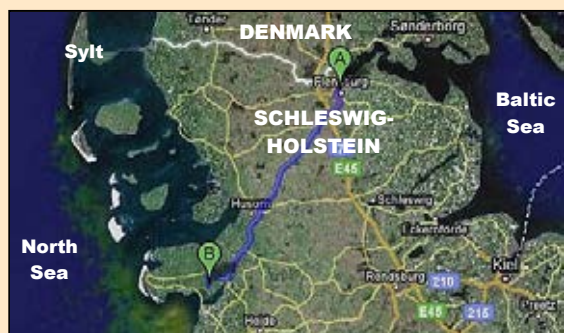 Tønder
DENMARK
Sønderborg
Sylt
A
Flensburg
SCHLESWIG-
HOLSTEIN
Baltic
Sea
E45
Husum
Schleswig
Eckernförde
North
Sea
B
Kiel
Rendsburg
210
Preetz
Heide
E45
215